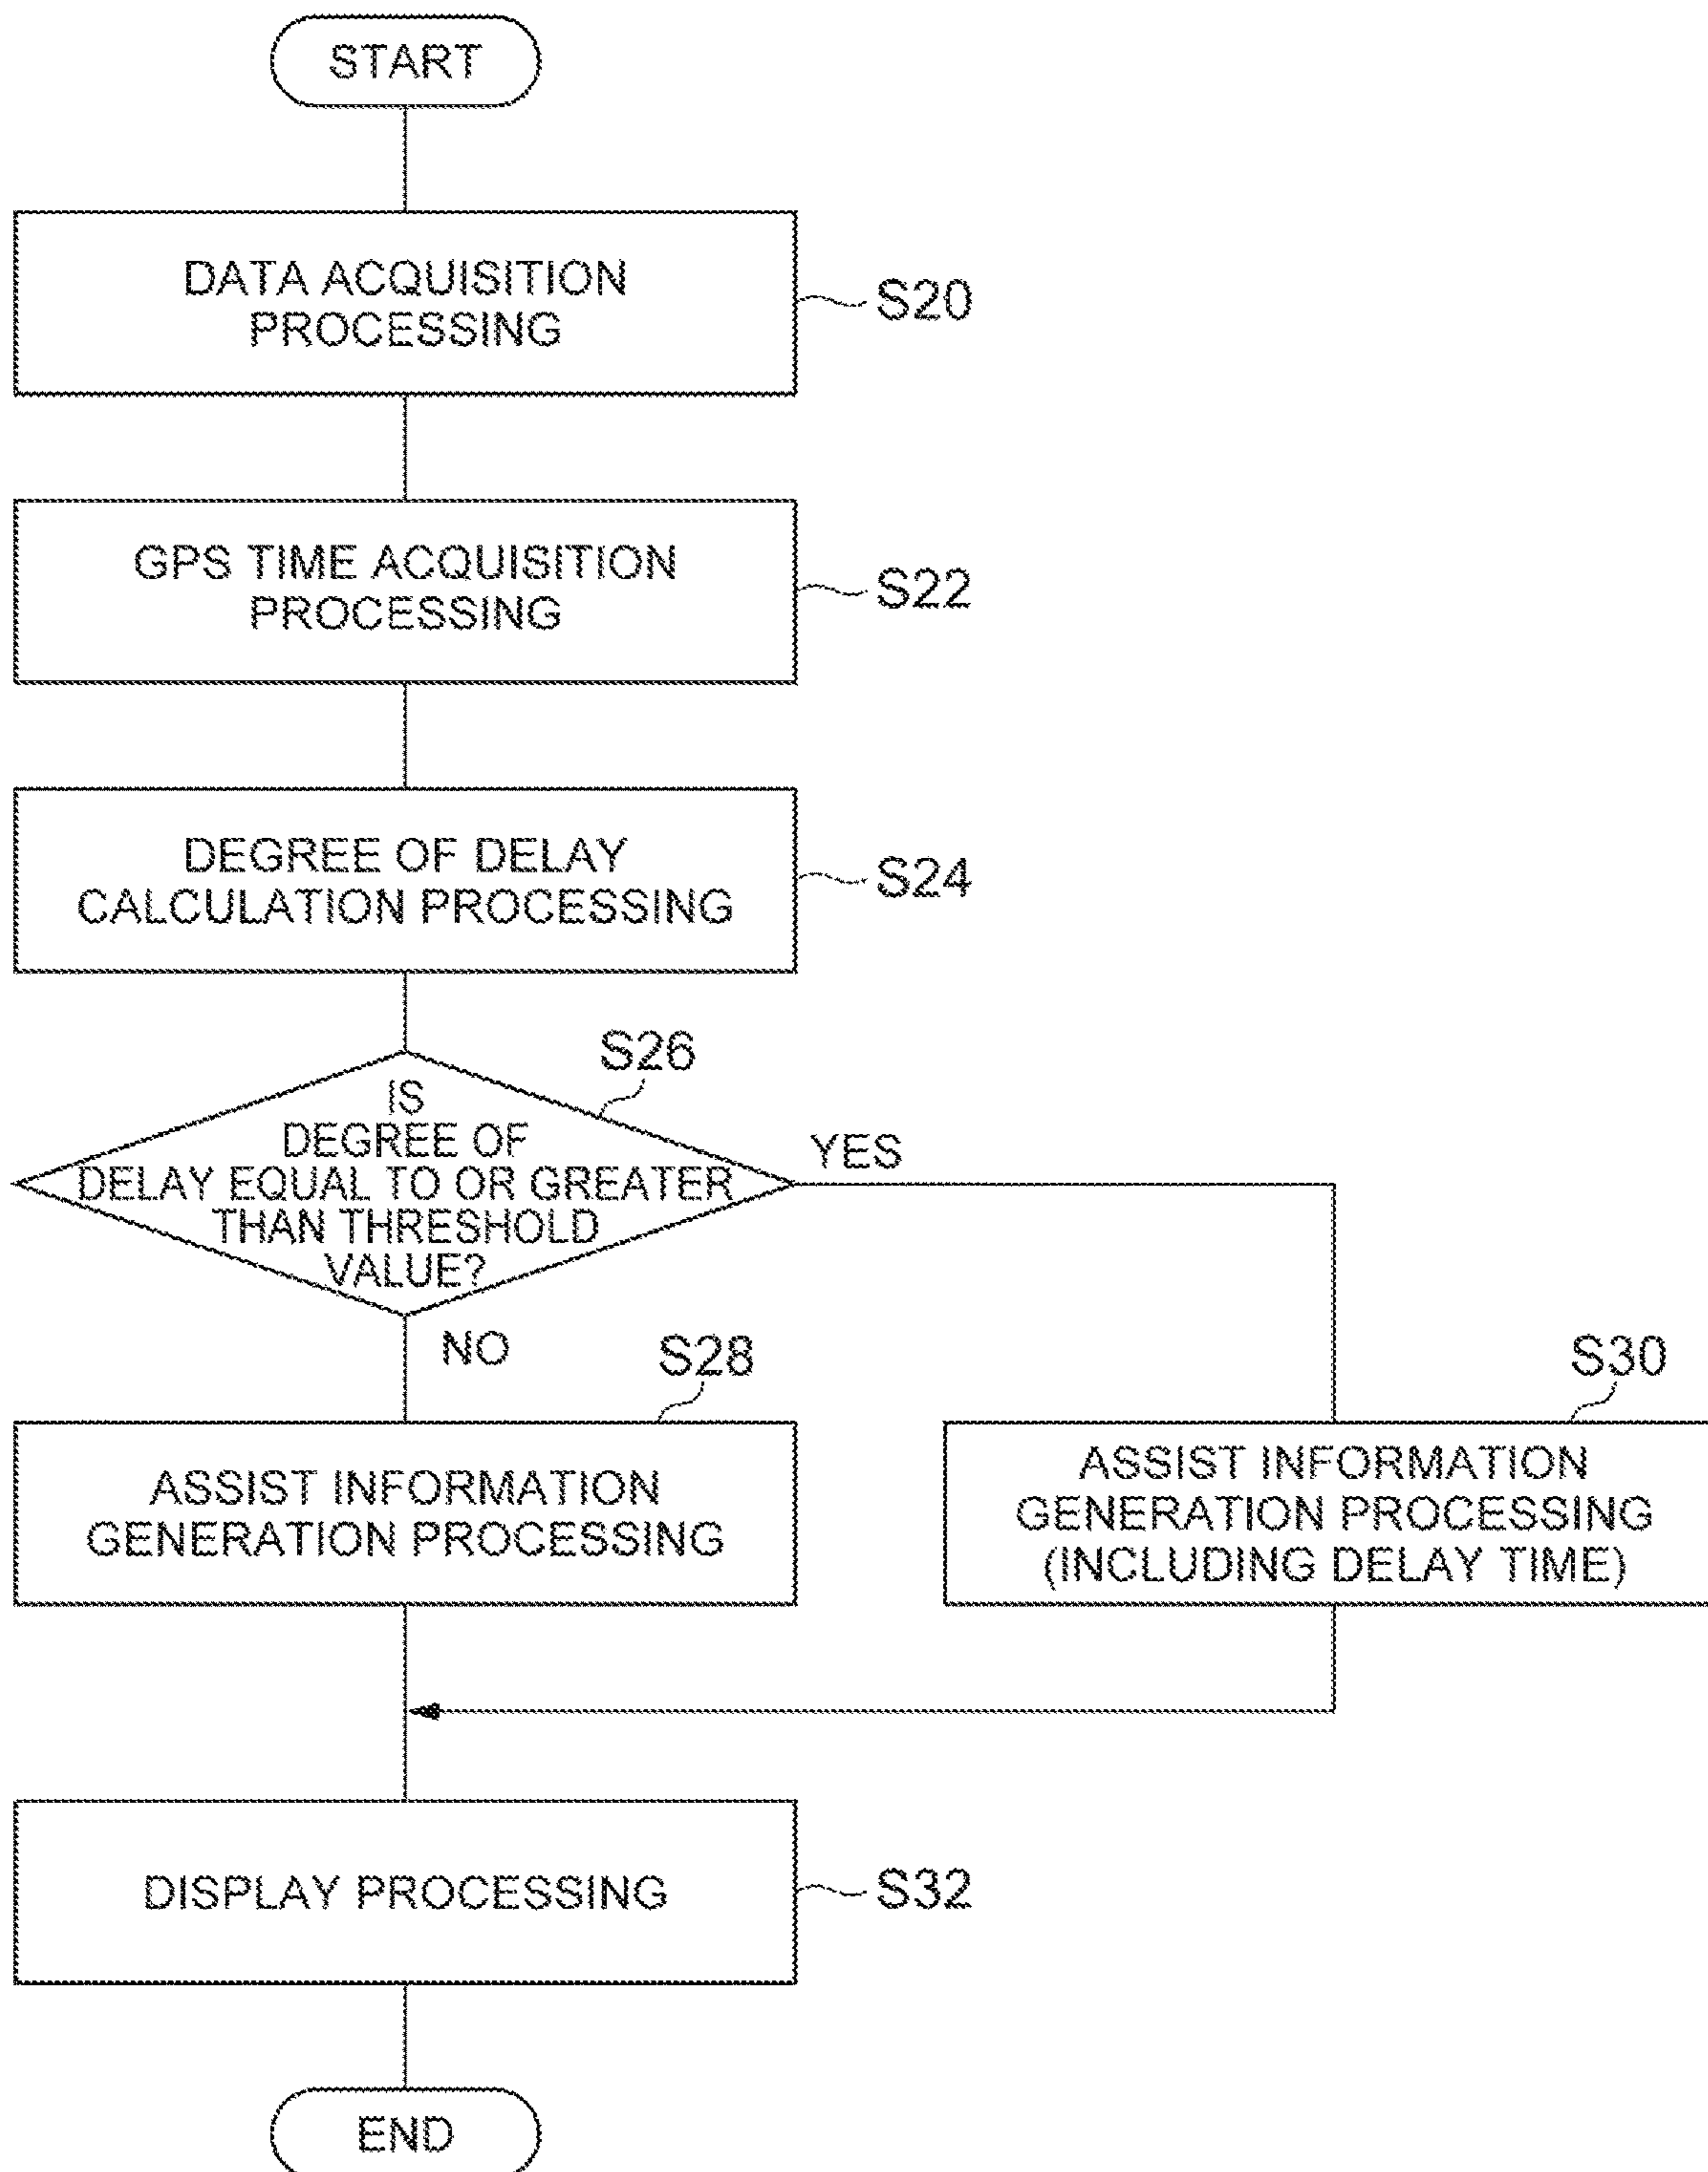 START
DATA ACQUISITION
PROCESSING
S20
GPS TIME ACQUISITION
PROCESSING
S22
DEGREE OF DELAY
CALCULATION PROCESSING
S24
S26
IS
DEGREE OF
DELAY EQUAL TO OR GREATER
THAN THRESHOLD
VALUE?
YES
NO
S28
ASSIST INFORMATION
GENERATION PROCESSING
S30
ASSIST INFORMATION
GENERATION PROCESSING
(INCLUDING DELAY TIME)
DISPLAY PROCESSING
S32
END